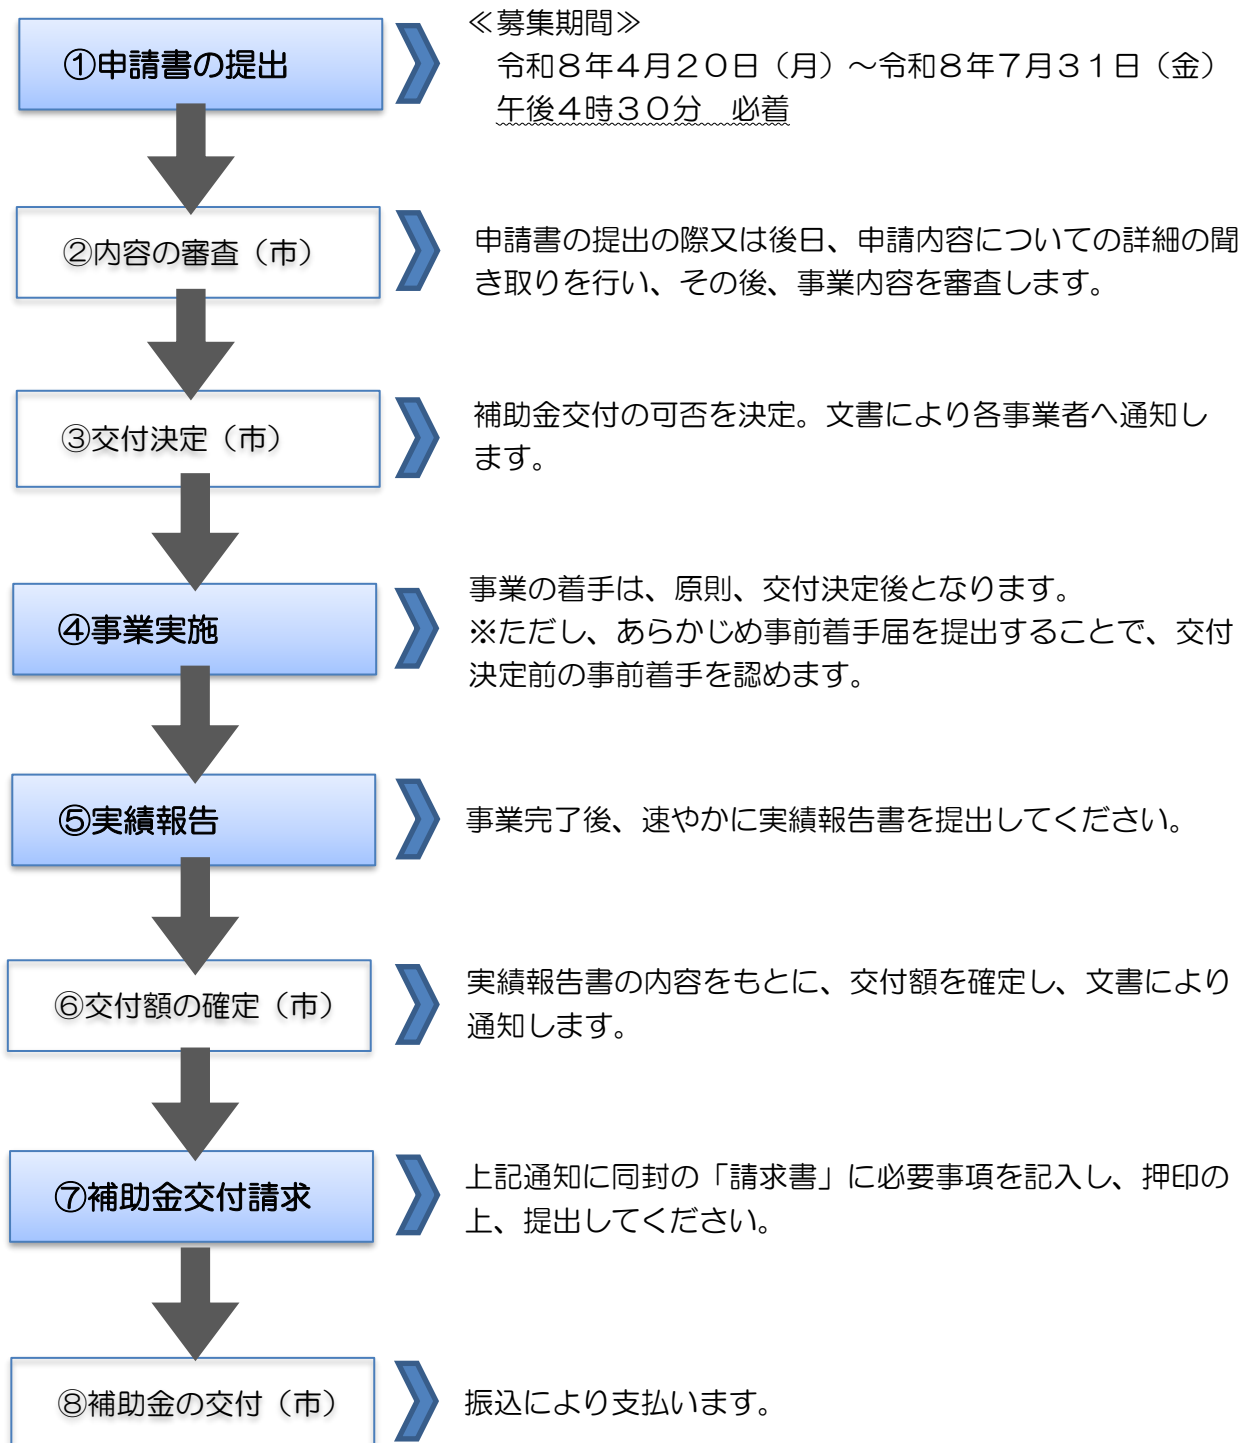 ①申請書の提出
≪募集期間≫
令和８年４月２０日（月）～令和８年７月３１日（金）
午後４時３０分　必着
②内容の審査（市）
申請書の提出の際又は後日、申請内容についての詳細の聞
き取りを行い、その後、事業内容を審査します。
③交付決定（市）
補助金交付の可否を決定。文書により各事業者へ通知し
ます。
④事業実施
事業の着手は、原則、交付決定後となります。
※ただし、あらかじめ事前着手届を提出することで、交付
決定前の事前着手を認めます。
⑤実績報告
事業完了後、速やかに実績報告書を提出してください。
⑥交付額の確定（市）
実績報告書の内容をもとに、交付額を確定し、文書により
通知します。
⑦補助金交付請求
上記通知に同封の「請求書」に必要事項を記入し、押印の
上、提出してください。
⑧補助金の交付（市）
振込により支払います。